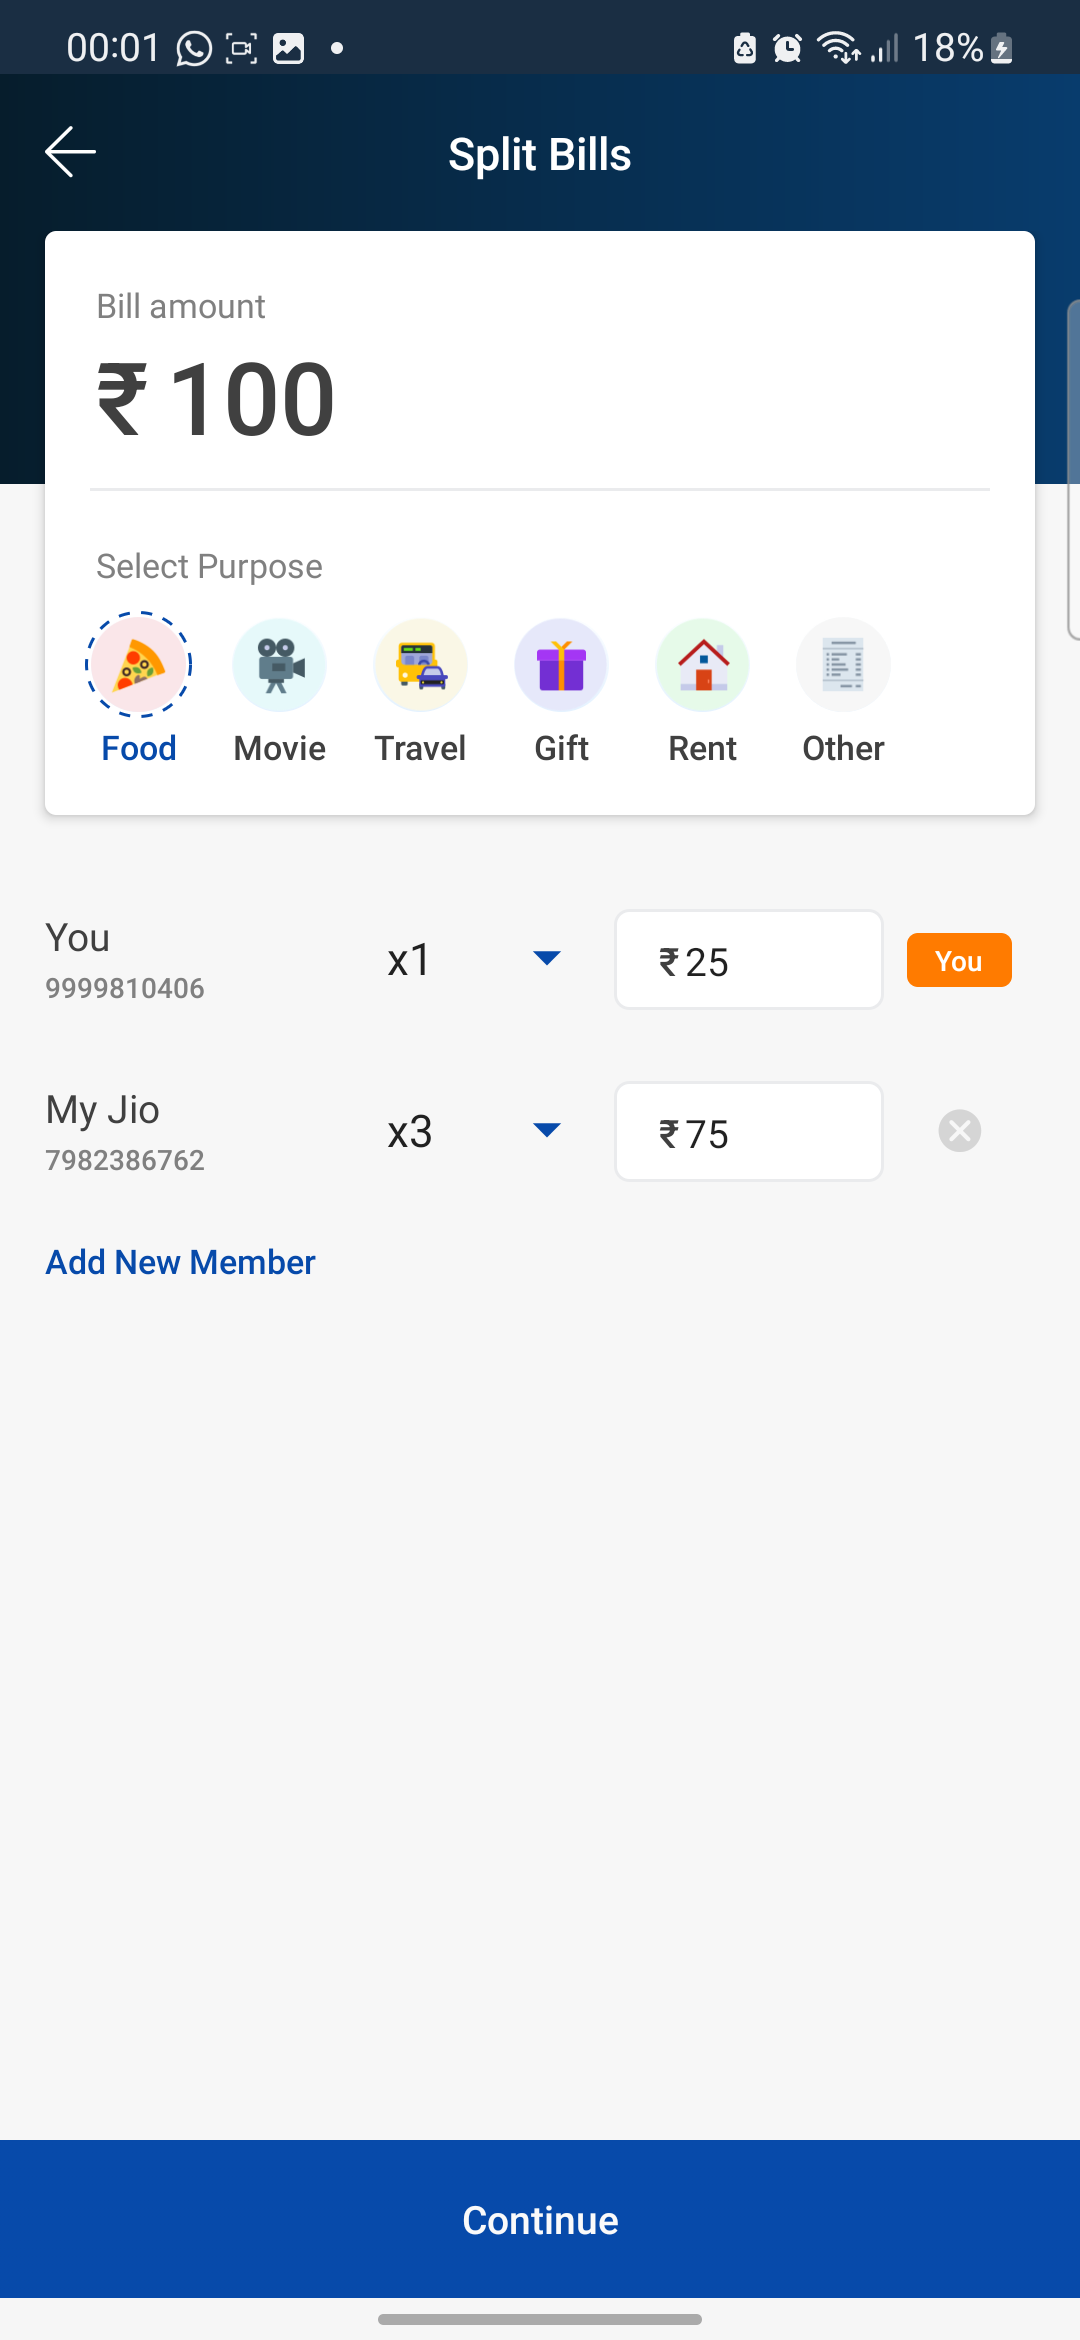 00:01 18%
Split Bills
Bill amount
₹ 100
Select Purpose
Food Movie Travel Gift Rent Other
You x1 ₹ 25 You
9999810406
My Jio x3 ₹ 75
7982386762
Add New Member
Continue